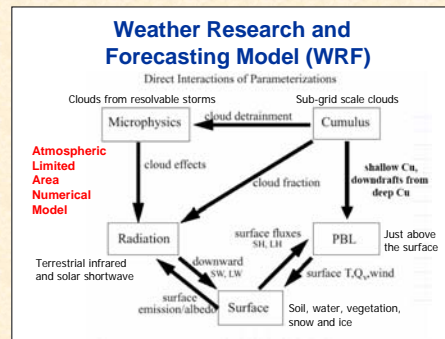 Weather Research and
Forecasting Model (WRF)
Direct Interactions of Parameterizations
Clouds from resolvable storms
Sub-grid scale clouds
Microphysics
cloud detrainment
Cumulus
Atmospheric
Limited
Area
Numerical
Model
cloud effects
cloud fraction
shallow Cu,
downdrafts from
deep Cu
Radiation
surface fluxes
SH, LH
PBL
Just above
the surface
Terrestrial infrared
and solar shortwave
downward
SW, LW
surface T,Qv,wind
surface
emission/albedo
Surface
Soil, water, vegetation,
snow and ice